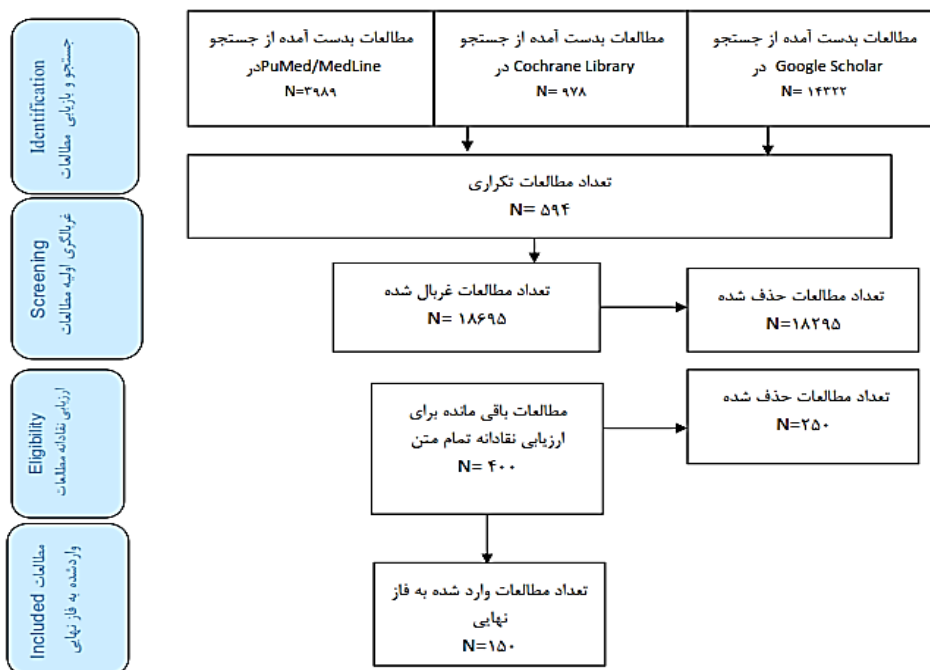 Identification
جستجو و بازیابی مطالعات
مطالعات بدست آمده از جستجو
درPuMed/MedLine
N=۳۹۸۹
مطالعات بدست آمده از جستجو
در Cochrane Library
N= ۹۷۸
مطالعات بدست آمده از جستجو
در Google Scholar
N= ۱۴۳۲۲
تعداد مطالعات تکراری
N= ۵۹۴
Screening
غربالگری اولیه مطالعات
تعداد مطالعات غربال شده
N= ۱۸۶۹۵
تعداد مطالعات حذف شده
N=۱۸۲۹۵
Eligibility
ارزیابی نقادانه مطالعات
مطالعات باقی مانده برای
ارزیابی نقادانه تمام متن
N= ۴۰۰
تعداد مطالعات حذف شده
N=۲۵۰
Included مطالعات
واردشده به فاز نهایی
تعداد مطالعات وارد شده به فاز
نهایی
N=۱۵۰